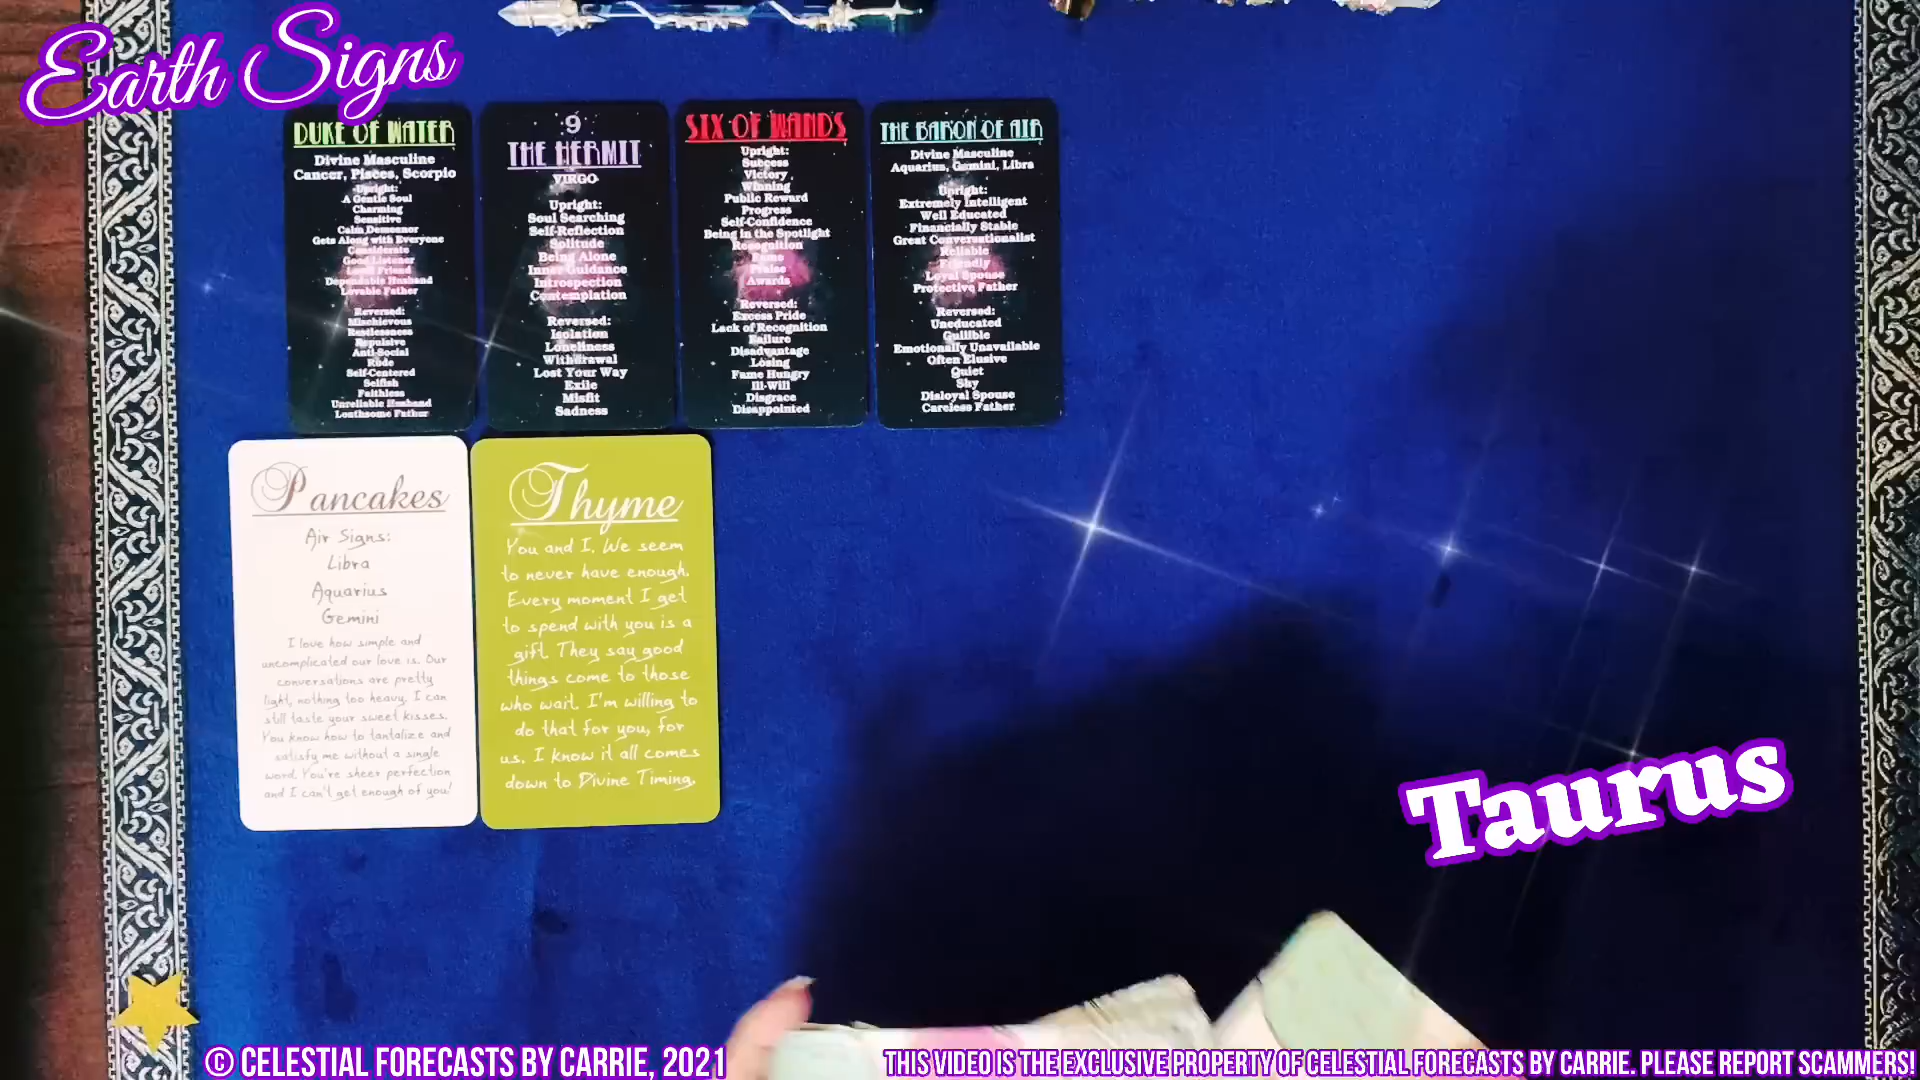 Earth Signs
DUKE OF WATER
Divine Masculine
Cancer, Pisces, Scorpio
Upright:
A Gentle Soul
Charming
Sensitive
Calm Demeanor
Gets Along with Everyone
Considerate
Good Listener
Loyal Friend
Dependable Husband
Lovable Father
Reversed:
Mischievous
Restlessness
Repulsive
Anti-Social
Rude
Self-Centered
Selfish
Faithless
Unreliable Husband
Loathsome Father
9
THE HERMIT
VIRGO
Upright:
Soul Searching
Self-Reflection
Solitude
Being Alone
Inner Guidance
Introspection
Contemplation
Reversed:
Isolation
Loneliness
Withdrawal
Lost Your Way
Exile
Misfit
Sadness
SIX OF WANDS
Upright:
Success
Victory
Winning
Public Reward
Progress
Self-Confidence
Being in the Spotlight
Recognition
Fame
Praise
Awards
Reversed:
Excess Pride
Lack of Recognition
Failure
Disadvantage
Losing
Fame Hungry
Ill-Will
Disgrace
Disappointed
THE BARON OF AIR
Divine Masculine
Aquarius, Gemini, Libra
Upright:
Extremely Intelligent
Well Educated
Financially Stable
Great Conversationalist
Reliable
Friendly
Loyal Spouse
Protective Father
Reversed:
Uneducated
Gullible
Emotionally Unavailable
Often Elusive
Quiet
Shy
Disloyal Spouse
Careless Father
Pancakes
Air Signs:
Libra
Aquarius
Gemini
I love how simple and
uncomplicated our love is. Our
conversations are pretty
light, nothing too heavy. I can
still taste your sweet kisses.
You know how to tantalize and
satisfy me without a single
word. You're sheer perfection
and I can't get enough of you!
Thyme
You and I. We seem
to never have enough.
Every moment I get
to spend with you is a
gift. They say good
things come to those
who wait. I'm willing to
do that for you, for
us. I know it all comes
down to Divine Timing.
Taurus
© CELESTIAL FORECASTS BY CARRIE, 2021
THIS VIDEO IS THE EXCLUSIVE PROPERTY OF CELESTIAL FORECASTS BY CARRIE. PLEASE REPORT SCAMMERS!